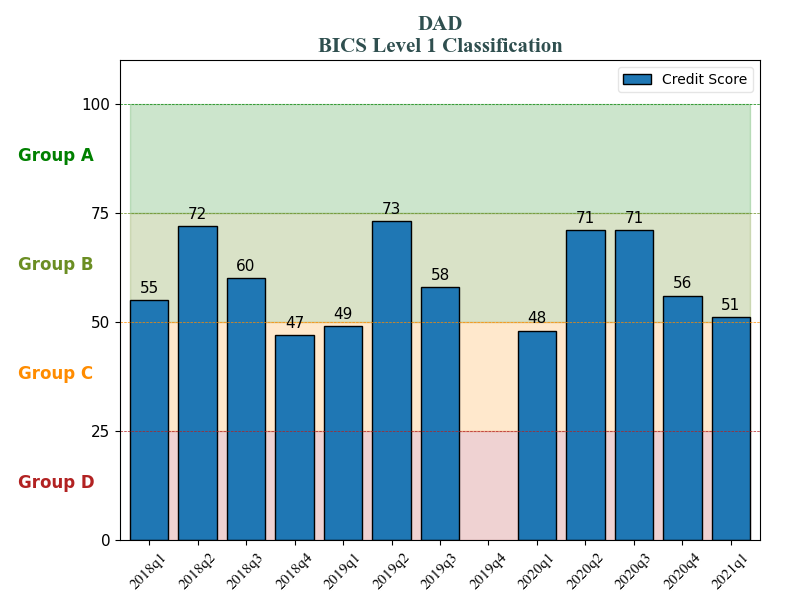 DAD
BICS Level 1 Classification
Credit Score
100
Group A
75
72
73
71
71
60
Group B
55
58
56
51
50
47
49
48
Group C
25
Group D
0
2018q1
2018q2
2018q3
2018q4
2019q1
2019q2
2019q3
2019q4
2020q1
2020q2
2020q3
2020q4
2021q1